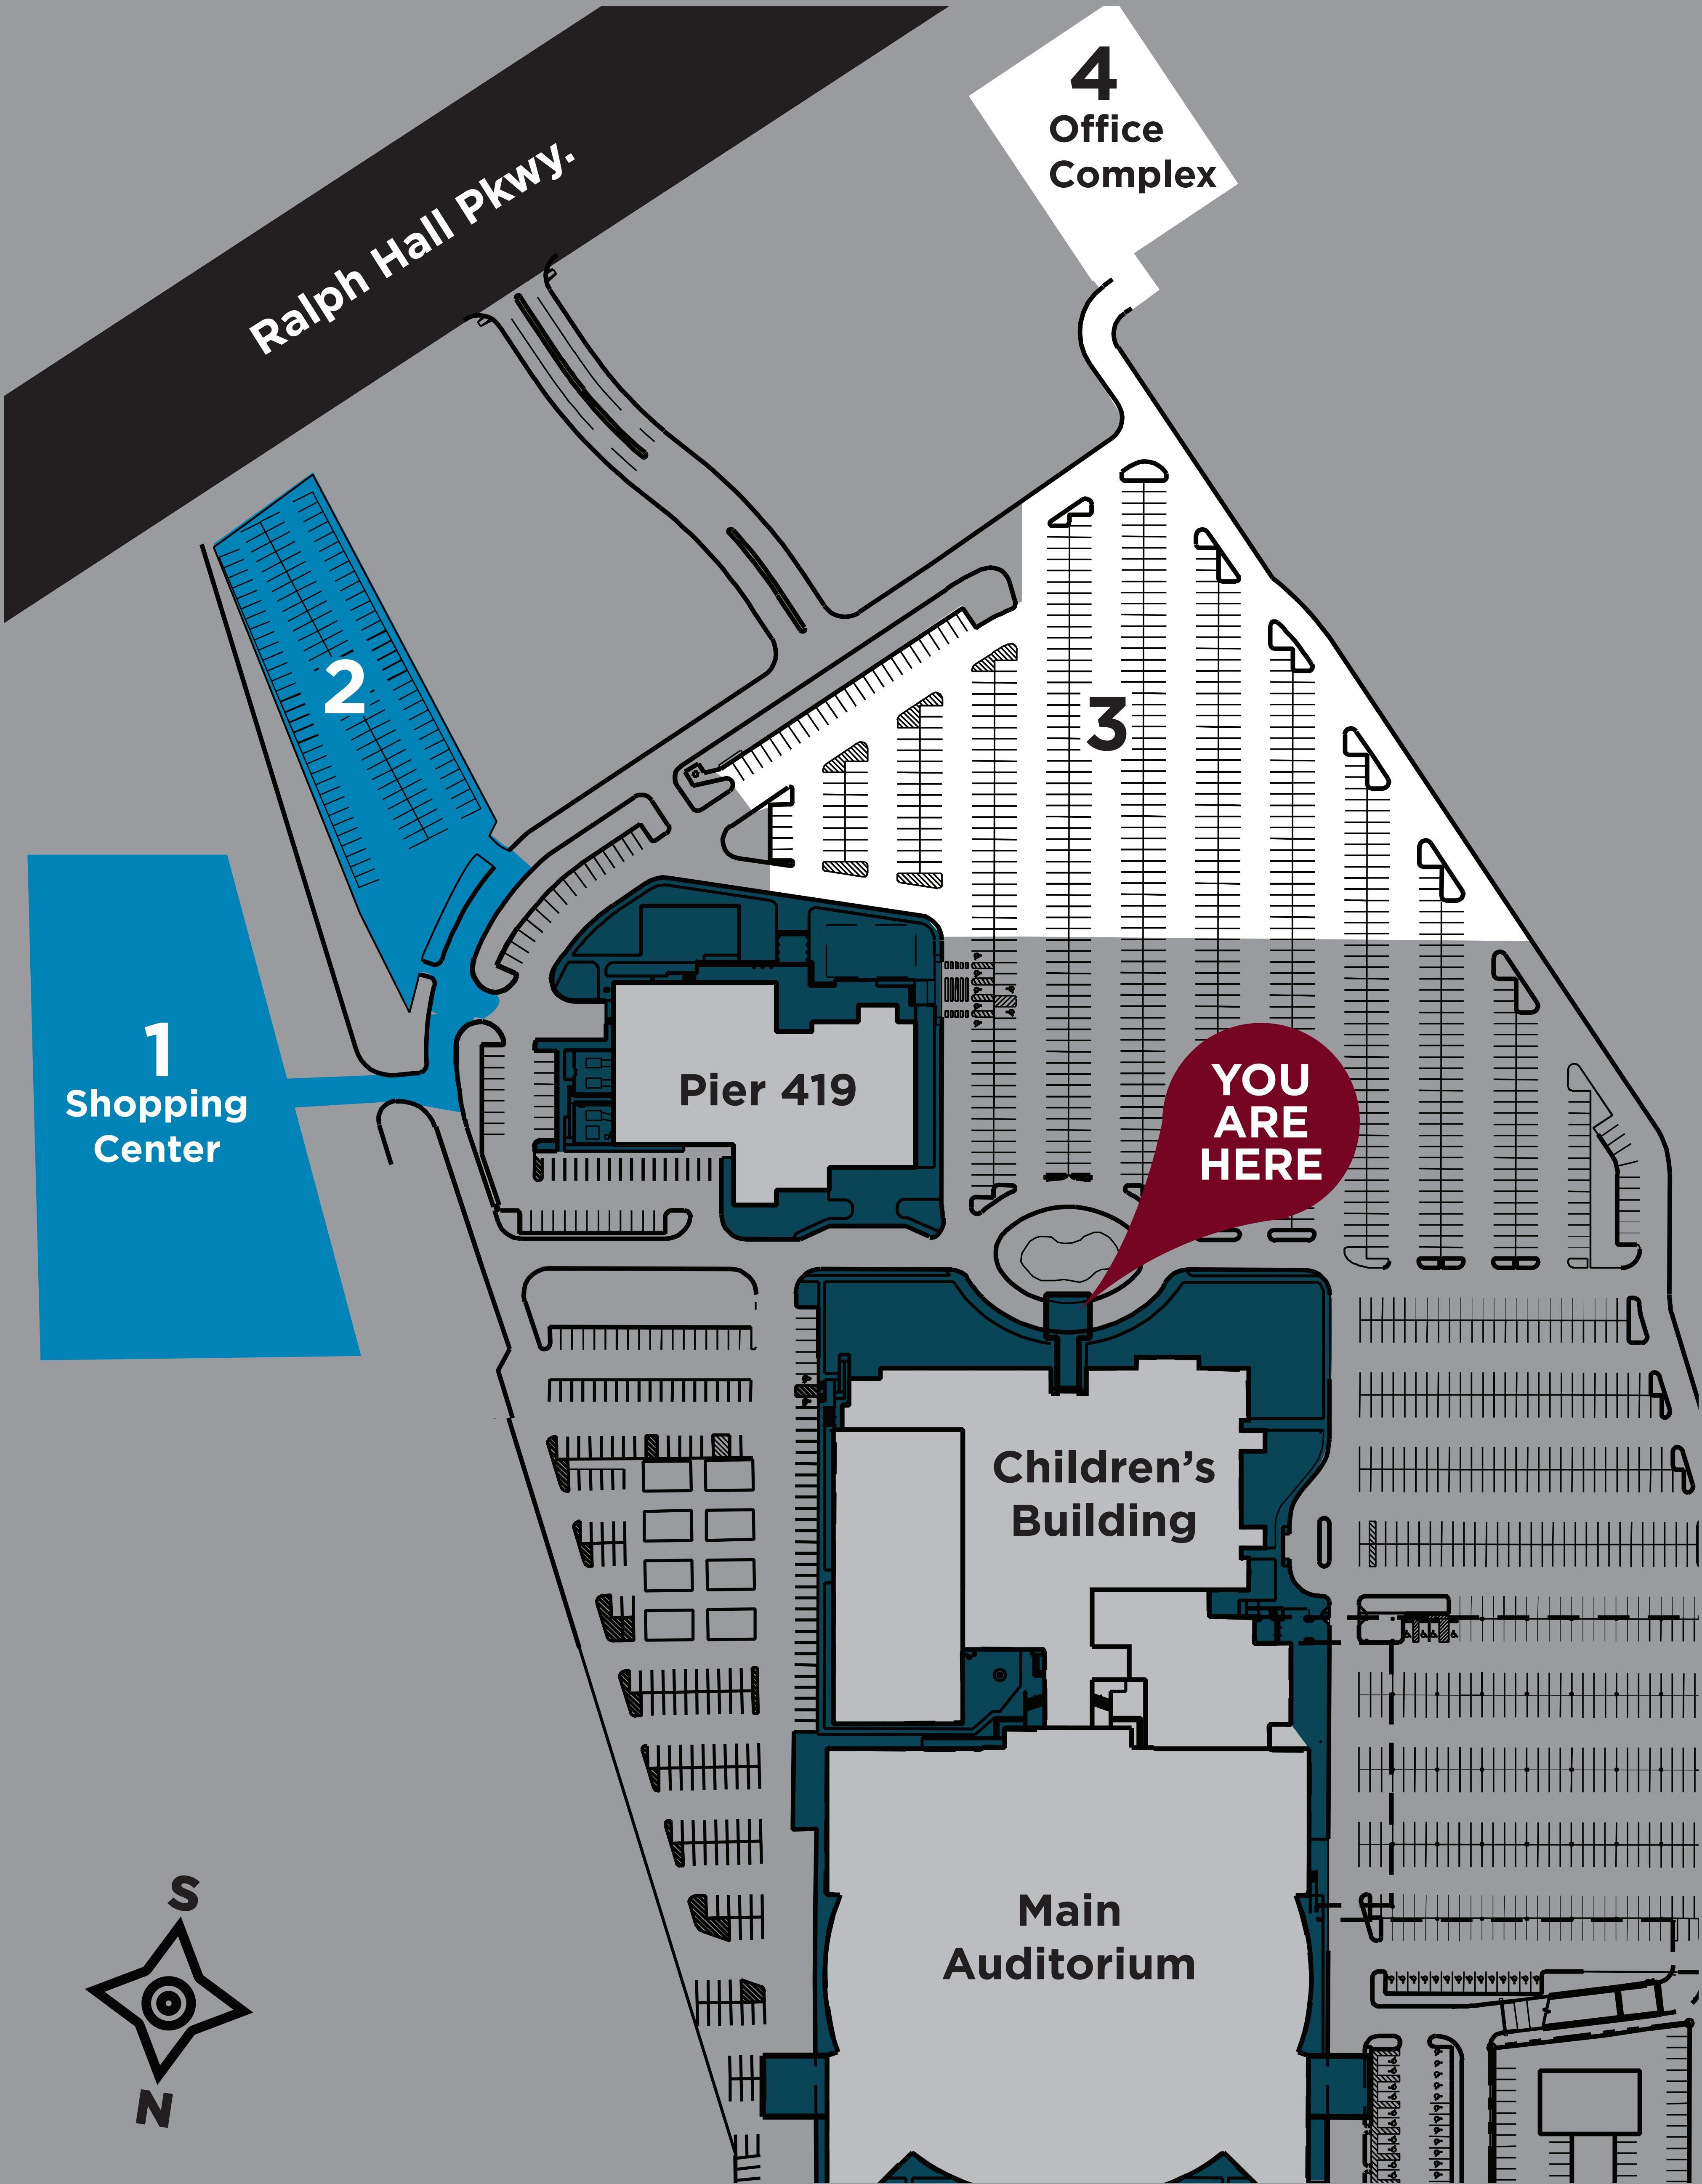 4
Office
Complex
Ralph Hall Pkwy.
2
3
1
Shopping
Center
Pier 419
YOU
ARE
HERE
Children's
Building
Main
Auditorium
S
N